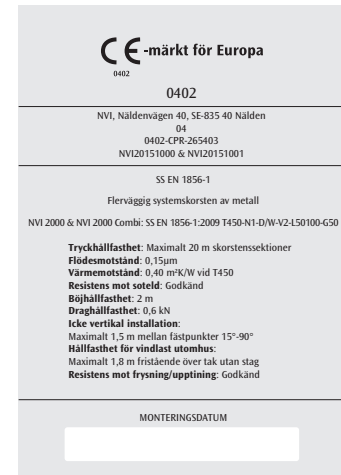 CE-märkt för Europa
0402
0402
NVI, Näldenvägen 40, SE-835 40 Nälden
04
0402-CPR-265403
NVI20151000 & NVI20151001
SS EN 1856-1
Flerväggig systemskorsten av metall
NVI 2000 & NVI 2000 Combi: SS EN 1856-1:2009 T450-N1-D/W-V2-L50100-G50
Tryckhållfasthet: Maximalt 20 m skorstenssektioner
Flödesmotstånd: 0,15µm
Värmemotstånd: 0,40 m²K/W vid T450
Resistens mot soteld: Godkänd
Böjhållfasthet: 2 m
Draghållfasthet: 0,6 kN
Icke vertikal installation:
Maximalt 1,5 m mellan fästpunkter 15°-90°
Hållfasthet för vindlast utomhus:
Maximalt 1,8 m fristående över tak utan stag
Resistens mot frysning/upptining: Godkänd
MONTERINGSDATUM